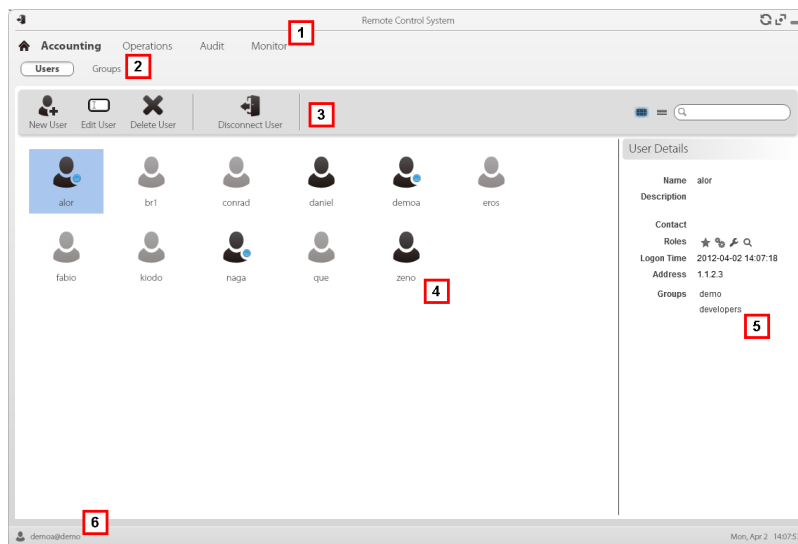 Remote Control System
1
Accounting Operations Audit Monitor
Users Groups 2
New User Edit User Delete User Disconnect User 3
User Details
alor br1 conrad daniel demoa eros
Name alor
Description
Contact
Roles
Logon Time 2012-04-02 14:07:18
Address 1.1.2.3
Groups demo
developers
fabio kiodo naga que zeno
4
5
6
demoa@demo
Mon, Apr 2